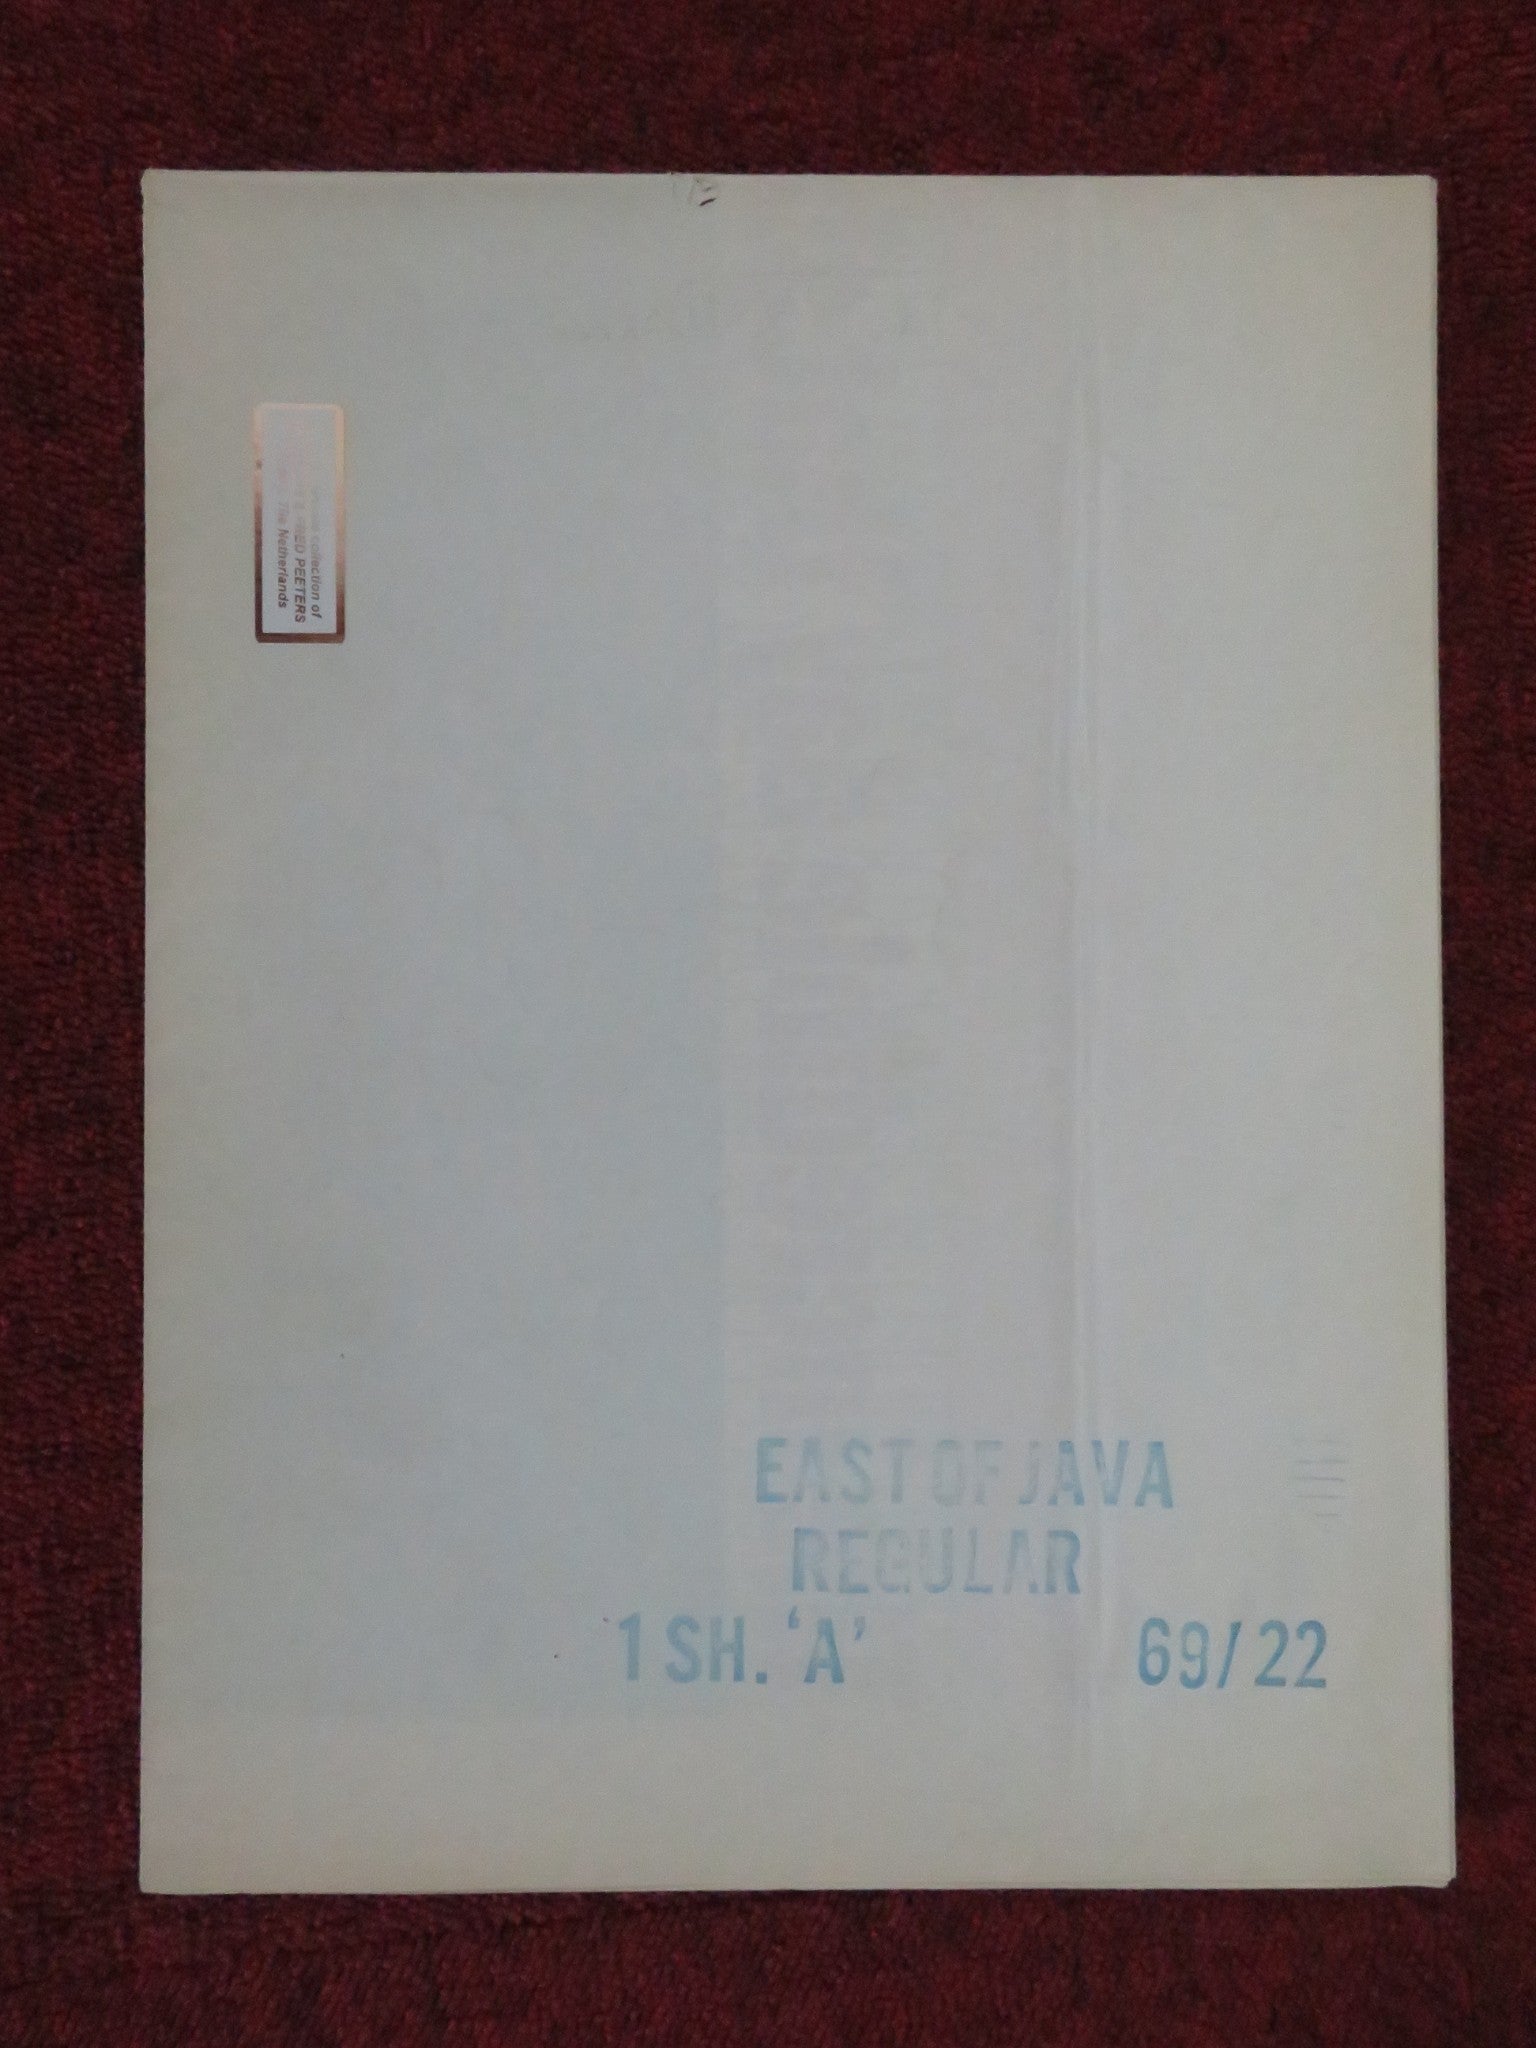 collection of
PEETERS
The Netherlands
EAST OF JAVA
REGULAR
1 SH. 'A' 69/22